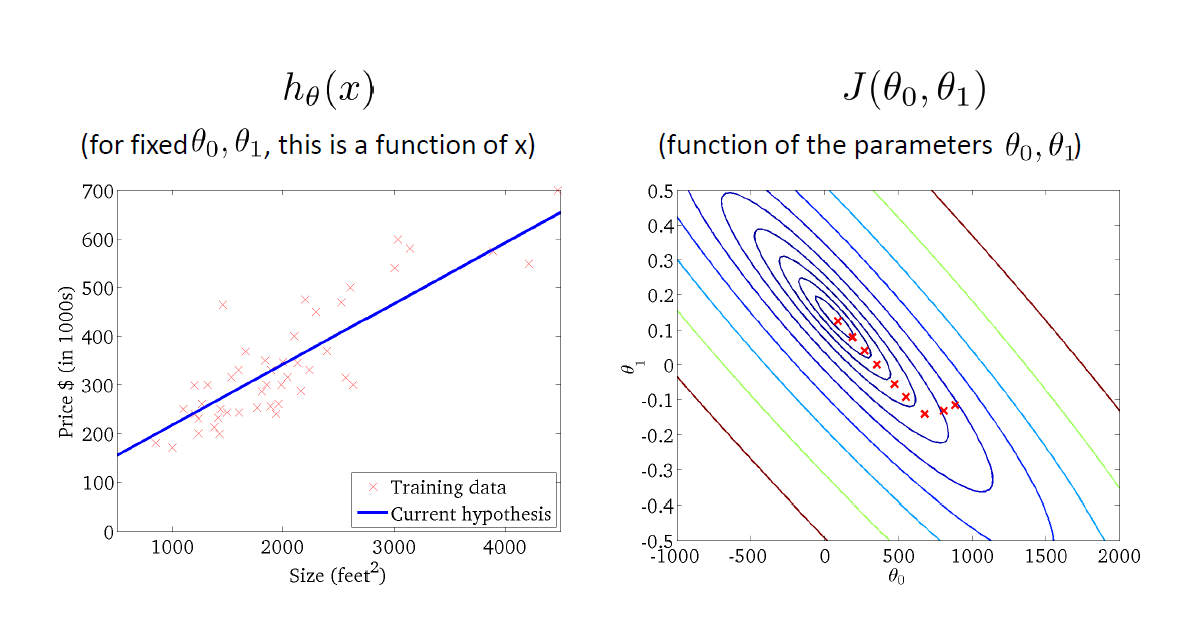 hθ(x)
(for fixed θ0, θ1, this is a function of x)
700
600
500
400
300
200
100
0
1000 2000 3000 4000
Price $ (in 1000s)
Size (feet²)
Training data
Current hypothesis
J(θ0, θ1)
(function of the parameters θ0, θ1)
0.5
0.4
0.3
0.2
0.1
0
-0.1
-0.2
-0.3
-0.4
-0.5
-1000 -500 0 500 1000 1500 2000
θ1
θ0